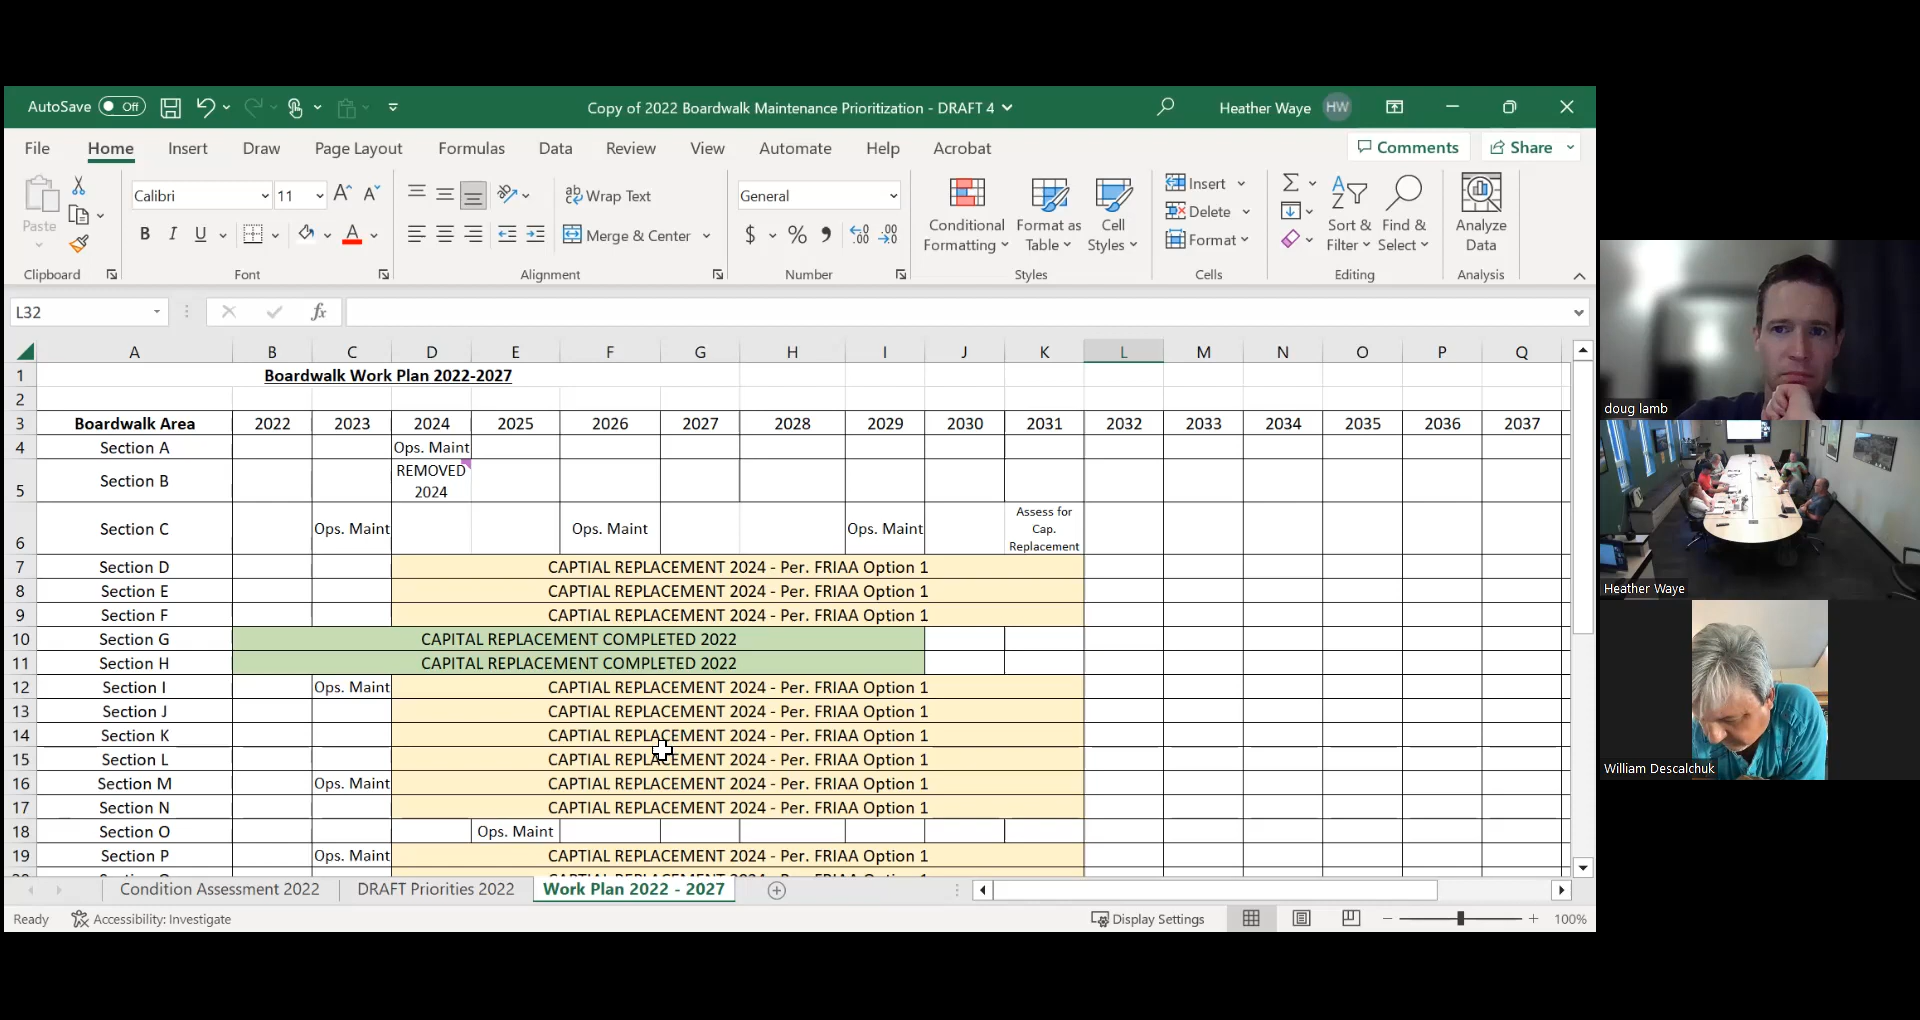 AutoSave Off
Copy of 2022 Boardwalk Maintenance Prioritization - DRAFT 4
Heather Waye HW
File Home Insert Draw Page Layout Formulas Data Review View Automate Help Acrobat
Comments Share
Paste
Clipboard
Calibri 11
B I U A
Font
Wrap Text
Merge & Center
Alignment
General
$ % 9
Number
Conditional Formatting
Format as Table
Cell Styles
Styles
Insert
Delete
Format
Cells
Sort & Filter
Find & Select
Editing
Analyze Data
Analysis
L32 fx
A B C D E F G H I J K L M N O P Q
1 Boardwalk Work Plan 2022-2027
2
3 Boardwalk Area 2022 2023 2024 2025 2026 2027 2028 2029 2030 2031 2032 2033 2034 2035 2036 2037
4 Section A Ops. Maint
5 Section B REMOVED 2024
6 Section C Ops. Maint Ops. Maint Ops. Maint Assess for Cap. Replacement
7 Section D CAPTIAL REPLACEMENT 2024 - Per. FRIAA Option 1
8 Section E CAPTIAL REPLACEMENT 2024 - Per. FRIAA Option 1
9 Section F CAPTIAL REPLACEMENT 2024 - Per. FRIAA Option 1
10 Section G CAPITAL REPLACEMENT COMPLETED 2022
11 Section H CAPITAL REPLACEMENT COMPLETED 2022
12 Section I Ops. Maint CAPTIAL REPLACEMENT 2024 - Per. FRIAA Option 1
13 Section J CAPTIAL REPLACEMENT 2024 - Per. FRIAA Option 1
14 Section K CAPTIAL REPLACEMENT 2024 - Per. FRIAA Option 1
15 Section L CAPTIAL REPLACEMENT 2024 - Per. FRIAA Option 1
16 Section M Ops. Maint CAPTIAL REPLACEMENT 2024 - Per. FRIAA Option 1
17 Section N CAPTIAL REPLACEMENT 2024 - Per. FRIAA Option 1
18 Section O Ops. Maint
19 Section P Ops. Maint CAPTIAL REPLACEMENT 2024 - Per. FRIAA Option 1
Condition Assessment 2022 DRAFT Priorities 2022 Work Plan 2022 - 2027
Ready Accessibility: Investigate Display Settings 100%
doug lamb
Heather Waye
William Descalchuk